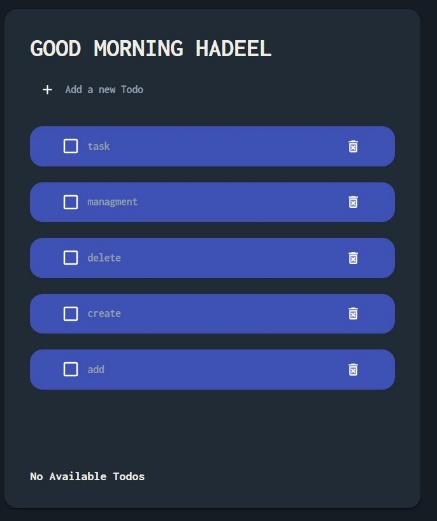 GOOD MORNING HADEEL
+ Add a new Todo
task
managment
delete
create
add
No Available Todos